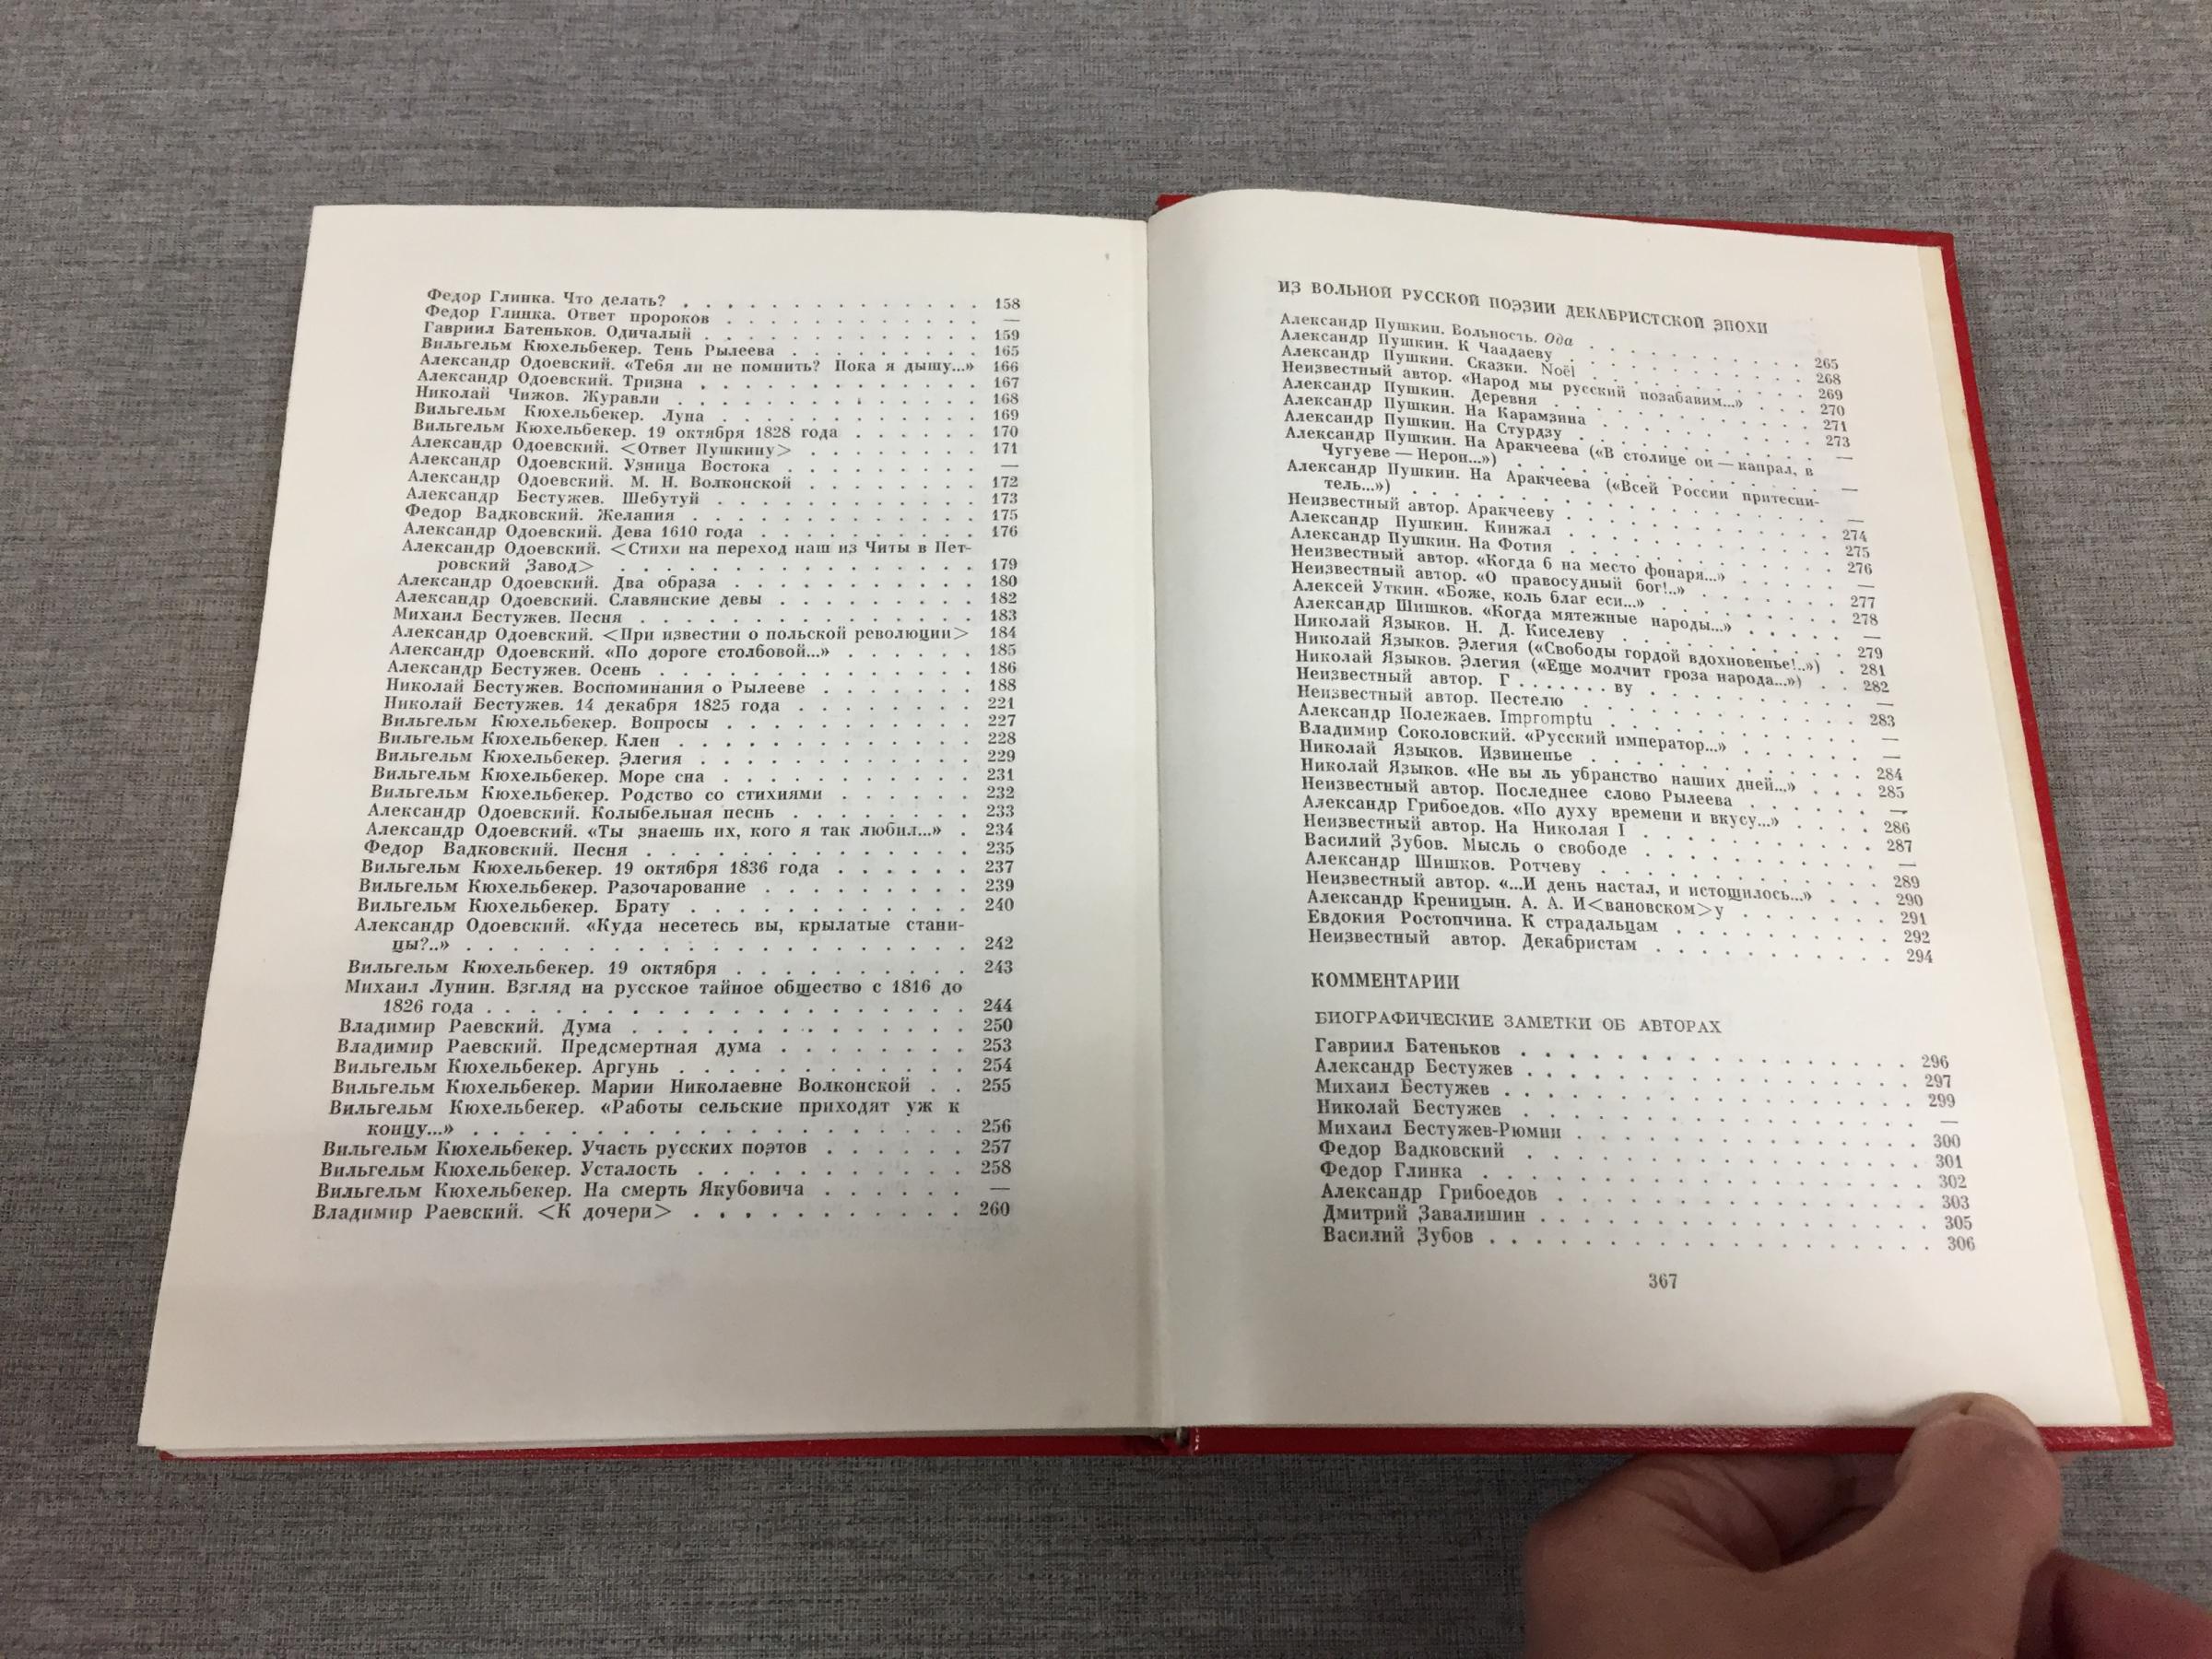 Федор Глинка. Что делать? . . . . . . . . . . . . . . 158
Федор Глинка. Ответ пророков . . . . . . . . . . . . —
Гавриил Батеньков. Одичалый . . . . . . . . . . . . . 159
Вильгельм Кюхельбекер. Тень Рылеева . . . . . . . . . 165
Александр Одоевский. «Тебя ли не помнить? Пока я дышу...» 166
Александр Одоевский. Тризна . . . . . . . . . . . . . 167
Николай Чижов. Журавли . . . . . . . . . . . . . . . 168
Вильгельм Кюхельбекер. Луна . . . . . . . . . . . . 169
Вильгельм Кюхельбекер. 19 октября 1828 года . . . . . . 170
Александр Одоевский. <Ответ Пушкину> . . . . . . . . 171
Александр Одоевский. Узница Востока . . . . . . . . . —
Александр Одоевский. М. Н. Волконской . . . . . . . . 172
Александр Бестужев. Шебутуй . . . . . . . . . . . . . 173
Федор Вадковский. Желания . . . . . . . . . . . . . 175
Александр Одоевский. Дева 1610 года . . . . . . . . . . 176
Александр Одоевский. <Стихи на переход наш из Читы в Пет-
ровский Завод> . . . . . . . . . . . . . . . . 179
Александр Одоевский. Два образа . . . . . . . . . . . 180
Александр Одоевский. Славянские девы . . . . . . . . . 182
Михаил Бестужев. Песня . . . . . . . . . . . . . . . 183
Александр Одоевский. <При известии о польской революции> 184
Александр Одоевский. «По дороге столбовой...» . . . . . . 185
Александр Бестужев. Осень . . . . . . . . . . . . . . 186
Николай Бестужев. Воспоминания о Рылееве . . . . . . . 188
Николай Бестужев. 14 декабря 1825 года . . . . . . . . 221
Вильгельм Кюхельбекер. Вопросы . . . . . . . . . . . 227
Вильгельм Кюхельбекер. Клен . . . . . . . . . . . . . 228
Вильгельм Кюхельбекер. Элегия . . . . . . . . . . . . 229
Вильгельм Кюхельбекер. Море сна . . . . . . . . . . . 231
Вильгельм Кюхельбекер. Родство со стихиями . . . . . . 232
Александр Одоевский. Колыбельная песнь . . . . . . . . 233
Александр Одоевский. «Ты знаешь их, кого я так любил...» . 234
Федор Вадковский. Песня . . . . . . . . . . . . . . . 235
Вильгельм Кюхельбекер. 19 октября 1836 года . . . . . . 237
Вильгельм Кюхельбекер. Разочарование . . . . . . . . . 239
Вильгельм Кюхельбекер. Брату . . . . . . . . . . . . 240
Александр Одоевский. «Куда несетесь вы, крылатые стани-
цы?..» . . . . . . . . . . . . . . . . . . . . 242
Вильгельм Кюхельбекер. 19 октября . . . . . . . . . . 243
Михаил Лунин. Взгляд на русское тайное общество с 1816 до
1826 года . . . . . . . . . . . . . . . . . . . 244
Владимир Раевский. Дума . . . . . . . . . . . . . . 250
Владимир Раевский. Предсмертная дума . . . . . . . . 253
Вильгельм Кюхельбекер. Аргунь . . . . . . . . . . . . 254
Вильгельм Кюхельбекер. Марии Николаевне Волконской . . 255
Вильгельм Кюхельбекер. «Работы сельские приходят уж к
концу...» . . . . . . . . . . . . . . . . . . . . 256
Вильгельм Кюхельбекер. Участь русских поэтов . . . . . . 257
Вильгельм Кюхельбекер. Усталость . . . . . . . . . . . 258
Вильгельм Кюхельбекер. На смерть Якубовича . . . . . . —
Владимир Раевский. <К дочери> . . . . . . . . . . . 260
ИЗ ВОЛЬНОЙ РУССКОЙ ПОЭЗИИ ДЕКАБРИСТСКОЙ ЭПОХИ
Александр Пушкин. Вольность. Ода . . . . . . . . . . 265
Александр Пушкин. К Чаадаеву . . . . . . . . . . . 268
Александр Пушкин. Сказки. Noël . . . . . . . . . . 269
Неизвестный автор. «Народ мы русский позабавим...» . . . 270
Александр Пушкин. Деревня . . . . . . . . . . . . 271
Александр Пушкин. На Карамзина . . . . . . . . . . 273
Александр Пушкин. На Стурдзу . . . . . . . . . . . —
Александр Пушкин. На Аракчеева («В столице он — капрал, в
Чугуеве — Нерон...») . . . . . . . . . . . . . . —
Александр Пушкин. На Аракчеева («Всей России притесни-
тель...») . . . . . . . . . . . . . . . . . . —
Неизвестный автор. Аракчееву . . . . . . . . . . . . 274
Александр Пушкин. Кинжал . . . . . . . . . . . . . 275
Александр Пушкин. На Фотия . . . . . . . . . . . . 276
Неизвестный автор. «Когда б на место фонаря...» . . . . . —
Неизвестный автор. «О правосудный бог!..» . . . . . . . 277
Алексей Уткин. «Боже, коль благ еси...» . . . . . . . . 278
Александр Шишков. «Когда мятежные народы...» . . . . . —
Николай Языков. Н. Д. Киселеву . . . . . . . . . . . 279
Николай Языков. Элегия («Свободы гордой вдохновенье!..») . 281
Николай Языков. Элегия («Еще молчит гроза народа...») . . 282
Неизвестный автор. Г . . . . . . . ву . . . . . . . . —
Неизвестный автор. Пестелю . . . . . . . . . . . . . 283
Александр Полежаев. Impromptu . . . . . . . . . . . —
Владимир Соколовский. «Русский император...» . . . . . . —
Николай Языков. Извиненье . . . . . . . . . . . . . 284
Николай Языков. «Не вы ль убранство наших дней...» . . . 285
Неизвестный автор. Последнее слово Рылеева . . . . . . —
Александр Грибоедов. «По духу времени и вкусу...» . . . . 286
Неизвестный автор. На Николая I . . . . . . . . . . . 287
Василий Зубов. Мысль о свободе . . . . . . . . . . . —
Александр Шишков. Ротчеву . . . . . . . . . . . . . 289
Неизвестный автор. «...И день настал, и истощилось...» . . . 290
Александр Креницын. А. А. И<вановском>у . . . . . . . 291
Евдокия Ростопчина. К страдальцам . . . . . . . . . . 292
Неизвестный автор. Декабристам . . . . . . . . . . . 294
КОММЕНТАРИИ
БИОГРАФИЧЕСКИЕ ЗАМЕТКИ ОБ АВТОРАХ
Гавриил Батеньков . . . . . . . . . . . . . . . . . 296
Александр Бестужев . . . . . . . . . . . . . . . . . 297
Михаил Бестужев . . . . . . . . . . . . . . . . . . 299
Николай Бестужев . . . . . . . . . . . . . . . . . —
Михаил Бестужев-Рюмин . . . . . . . . . . . . . . . 300
Федор Вадковский . . . . . . . . . . . . . . . . . 301
Федор Глинка . . . . . . . . . . . . . . . . . . . 302
Александр Грибоедов . . . . . . . . . . . . . . . . 303
Дмитрий Завалишин . . . . . . . . . . . . . . . . . 305
Василий Зубов . . . . . . . . . . . . . . . . . . . 306
367